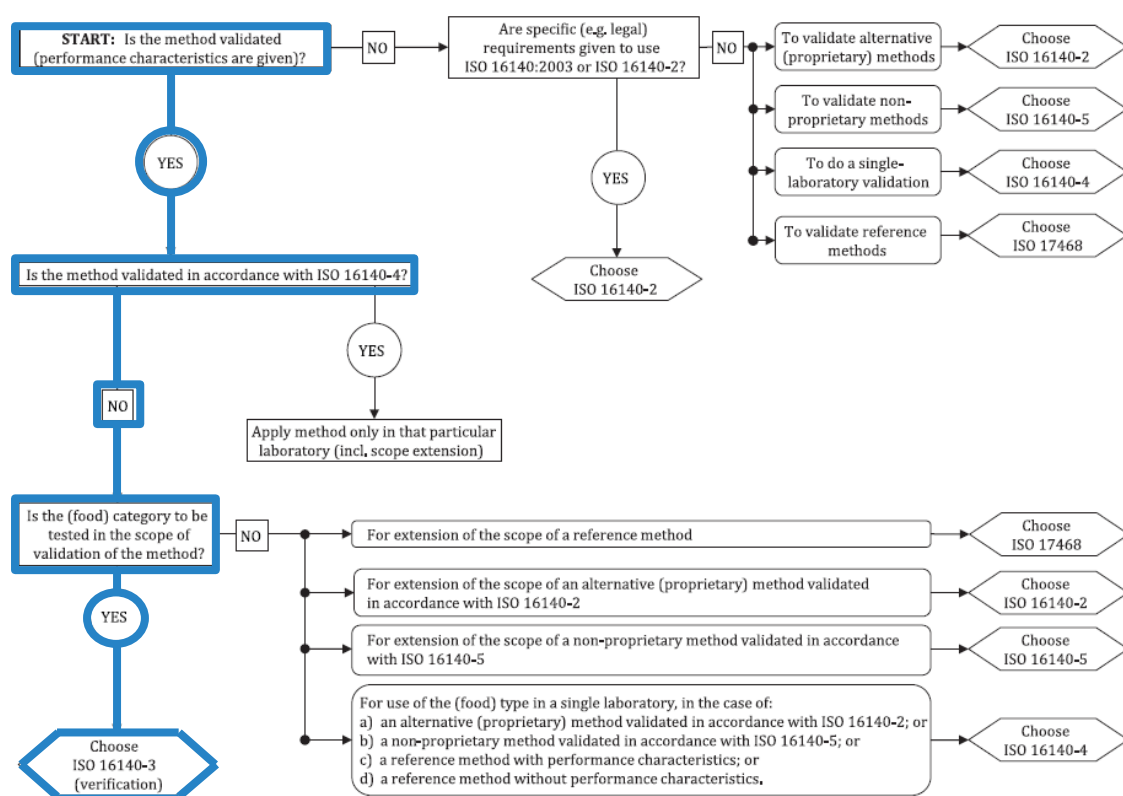 START: Is the method validated
(performance characteristics are given)?
NO
Are specific (e.g. legal)
requirements given to use
ISO 16140:2003 or ISO 16140-2?
NO
To validate alternative
(proprietary) methods
Choose
ISO 16140-2
To validate non-
proprietary methods
Choose
ISO 16140-5
To do a single-
laboratory validation
Choose
ISO 16140-4
To validate reference
methods
Choose
ISO 17468
YES
YES
Choose
ISO 16140-2
Is the method validated in accordance with ISO 16140-4?
YES
NO
Apply method only in that particular
laboratory (incl. scope extension)
Is the (food) category to be
tested in the scope of
validation of the method?
NO
For extension of the scope of a reference method
Choose
ISO 17468
For extension of the scope of an alternative (proprietary) method validated
in accordance with ISO 16140-2
Choose
ISO 16140-2
For extension of the scope of a non-proprietary method validated in accordance
with ISO 16140-5
Choose
ISO 16140-5
For use of the (food) type in a single laboratory, in the case of:
a) an alternative (proprietary) method validated in accordance with ISO 16140-2; or
b) a non-proprietary method validated in accordance with ISO 16140-5; or
c) a reference method with performance characteristics; or
d) a reference method without performance characteristics.
Choose
ISO 16140-4
YES
Choose
ISO 16140-3
(verification)